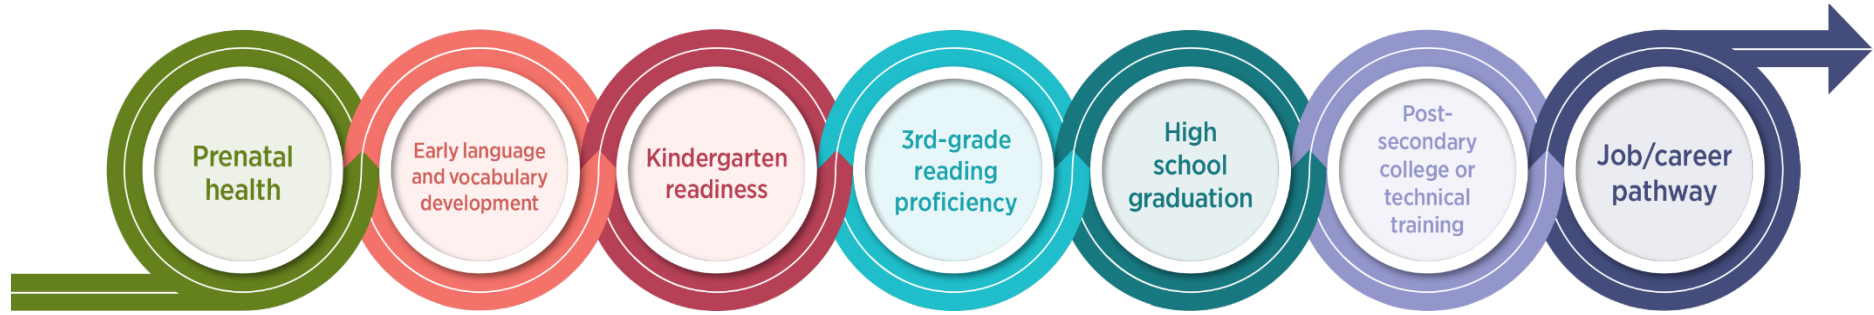 Prenatal
health
Early language
and vocabulary
development
Kindergarten
readiness
3rd-grade
reading
proficiency
High
school
graduation
Post-
secondary
college or
technical
training
Job/career
pathway